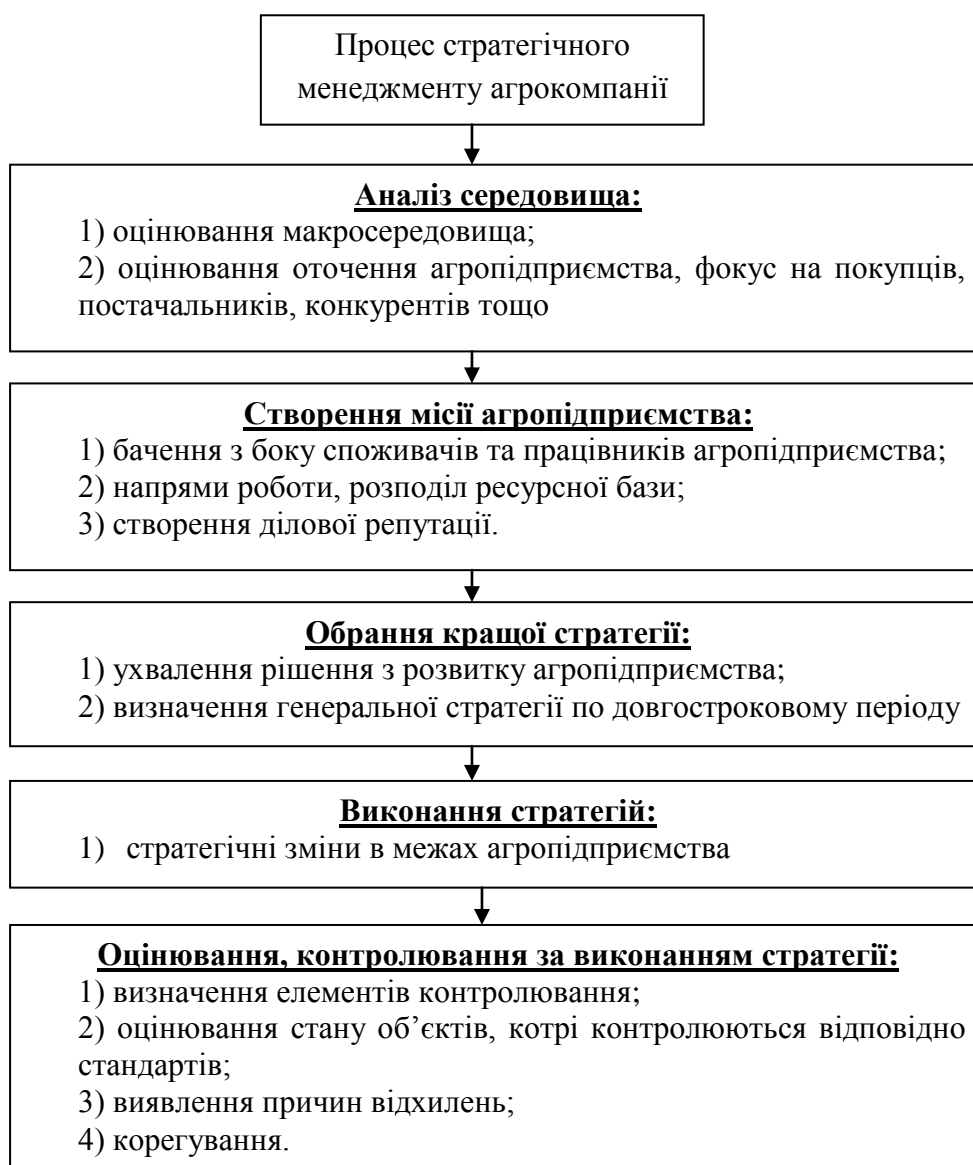 Процес стратегічного
менеджменту агрокомпанії
Аналіз середовища:
1) оцінювання макросередовища;
2) оцінювання оточення агропідприємства, фокус на покупців,
постачальників, конкурентів тощо
Створення місії агропідприємства:
1) бачення з боку споживачів та працівників агропідприємства;
2) напрями роботи, розподіл ресурсної бази;
3) створення ділової репутації.
Обрання кращої стратегії:
1) ухвалення рішення з розвитку агропідприємства;
2) визначення генеральної стратегії по довгостроковому періоду
Виконання стратегій:
1) стратегічні зміни в межах агропідприємства
Оцінювання, контролювання за виконанням стратегії:
1) визначення елементів контролювання;
2) оцінювання стану об’єктів, котрі контролюються відповідно
стандартів;
3) виявлення причин відхилень;
4) корегування.